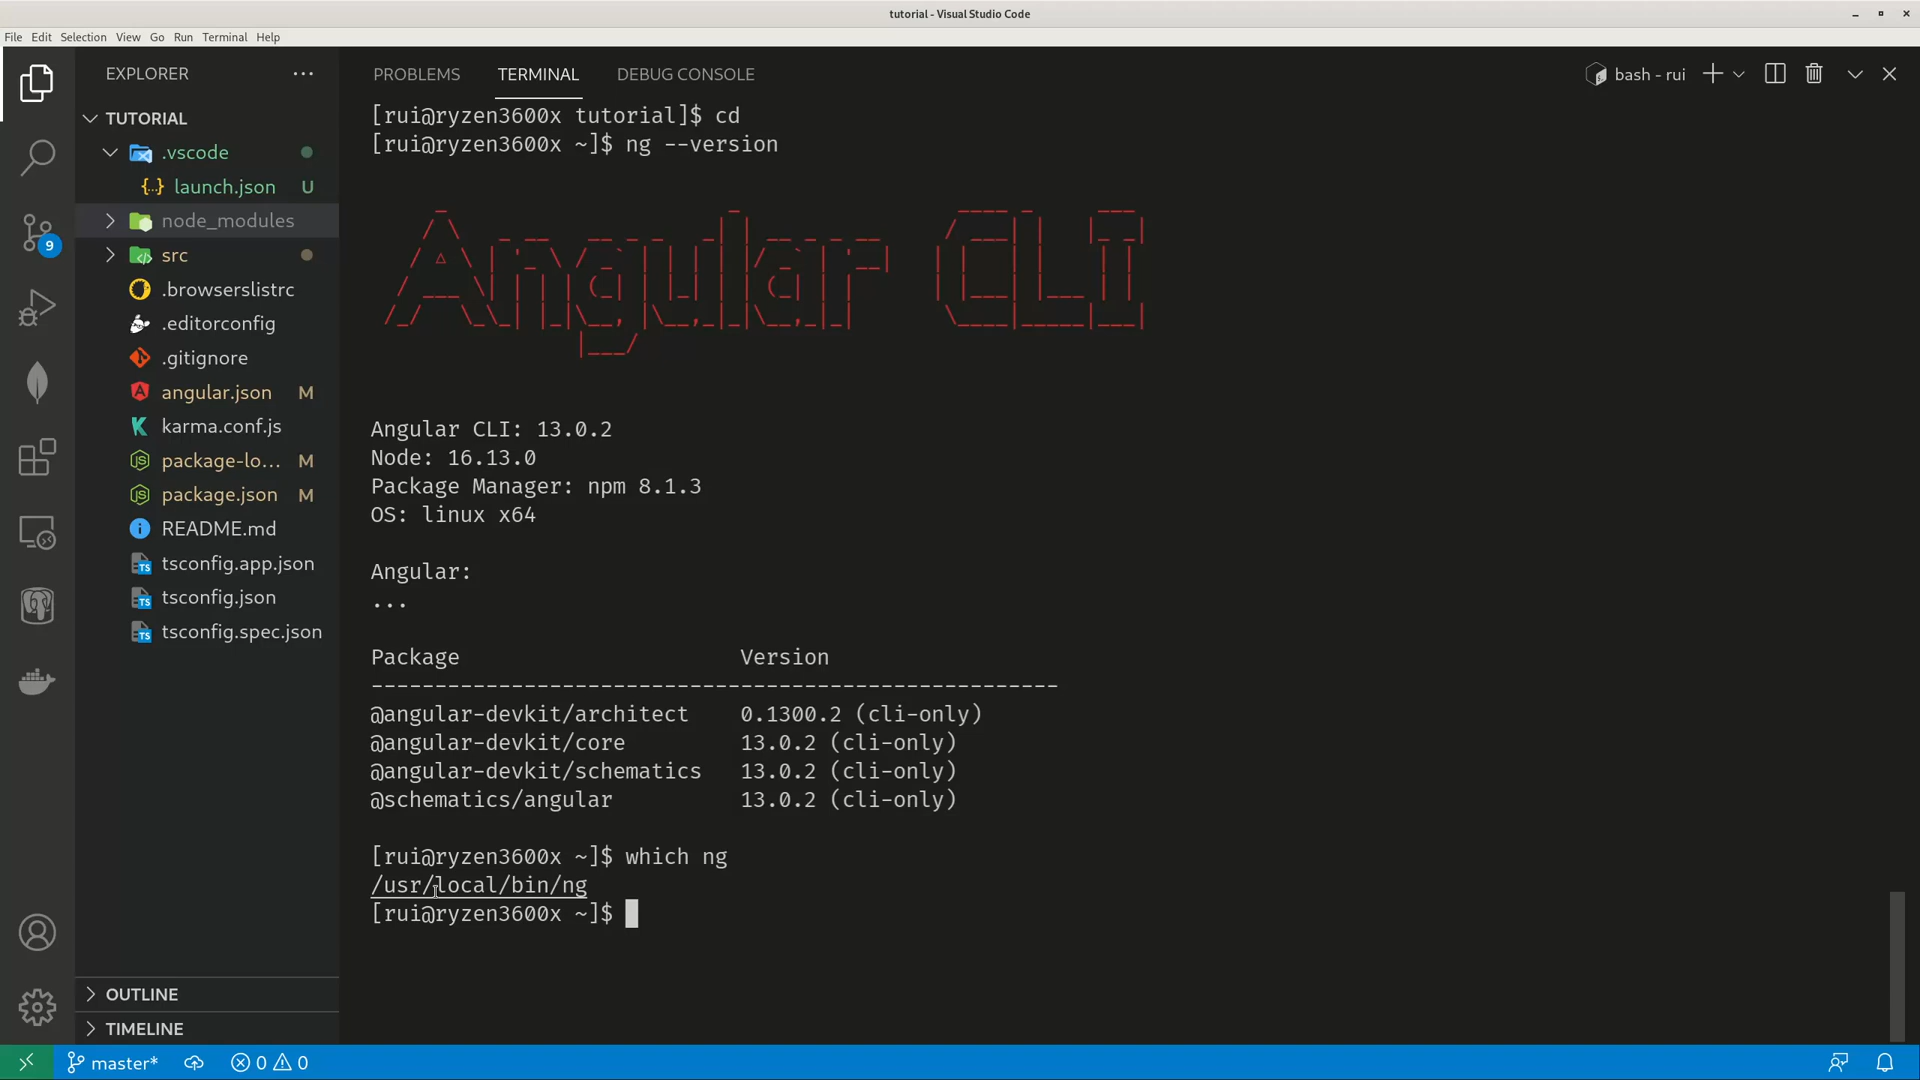 tutorial - Visual Studio Code
File Edit Selection View Go Run Terminal Help
EXPLORER
TUTORIAL
.vscode
launch.json U
node_modules
src
.browserslistrc
.editorconfig
.gitignore
angular.json M
karma.conf.js
package-lo... M
package.json M
README.md
tsconfig.app.json
tsconfig.json
tsconfig.spec.json
OUTLINE
TIMELINE
9
PROBLEMS TERMINAL DEBUG CONSOLE
bash - rui
[rui@ryzen3600x tutorial]$ cd
[rui@ryzen3600x ~]$ ng --version
Angular CLI
Angular CLI: 13.0.2
Node: 16.13.0
Package Manager: npm 8.1.3
OS: linux x64
Angular:
...
Package Version
------------------------------------------------------
@angular-devkit/architect 0.1300.2 (cli-only)
@angular-devkit/core 13.0.2 (cli-only)
@angular-devkit/schematics 13.0.2 (cli-only)
@schematics/angular 13.0.2 (cli-only)
[rui@ryzen3600x ~]$ which ng
/usr/local/bin/ng
[rui@ryzen3600x ~]$
master* 0 0